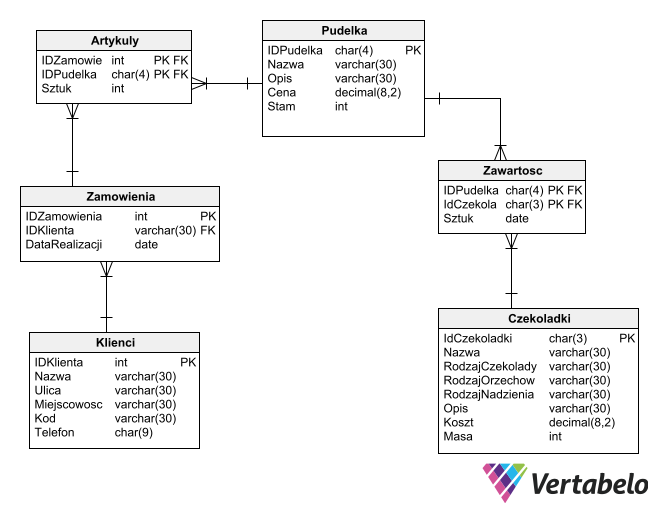 Artykuly
IDZamowie int PK FK
IDPudelka char(4) PK FK
Sztuk int
Pudelka
IDPudelka char(4) PK
Nazwa varchar(30)
Opis varchar(30)
Cena decimal(8,2)
Stam int
Zawartosc
IDPudelka char(4) PK FK
IdCzekola char(3) PK FK
Sztuk date
Zamowienia
IDZamowienia int PK
IDKlienta varchar(30) FK
DataRealizacji date
Klienci
IDKlienta int PK
Nazwa varchar(30)
Ulica varchar(30)
Miejscowosc varchar(30)
Kod varchar(30)
Telefon char(9)
Czekoladki
IdCzekoladki char(3) PK
Nazwa varchar(30)
RodzajCzekolady varchar(30)
RodzajOrzechow varchar(30)
RodzajNadzienia varchar(30)
Opis varchar(30)
Koszt decimal(8,2)
Masa int
Vertabelo